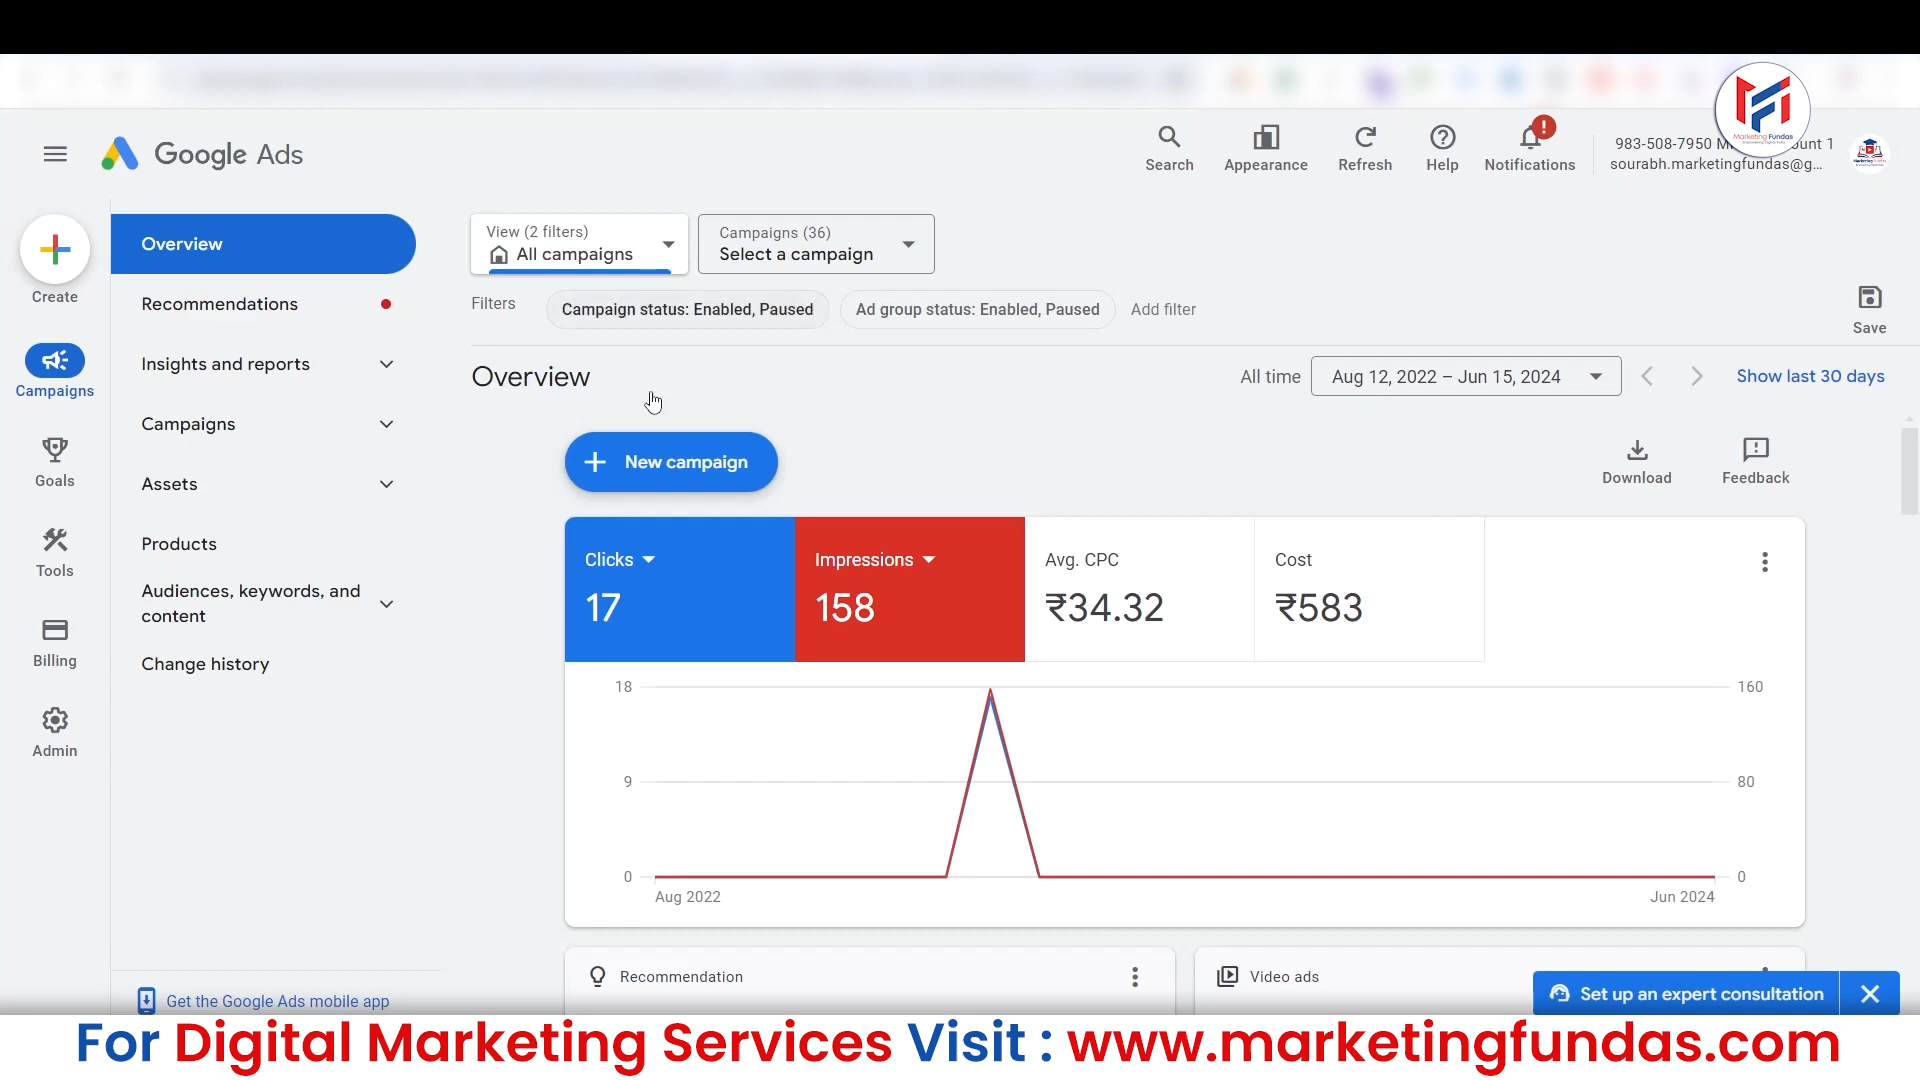 Google Ads
Search
Appearance
Refresh
Help
Notifications
983-508-7950 M
ount 1
sourabh.marketingfundas@g...
Marketing Fundas
Create
Campaigns
Goals
Tools
Billing
Admin
Overview
Recommendations
Insights and reports
Campaigns
Assets
Products
Audiences, keywords, and
content
Change history
Get the Google Ads mobile app
View (2 filters)
All campaigns
Campaigns (36)
Select a campaign
Filters
Campaign status: Enabled, Paused
Ad group status: Enabled, Paused
Add filter
Save
Overview
All time
Aug 12, 2022 – Jun 15, 2024
Show last 30 days
New campaign
Download
Feedback
Clicks
17
Impressions
158
Avg. CPC
₹34.32
Cost
₹583
18
160
9
80
0
0
Aug 2022
Jun 2024
Recommendation
Video ads
Set up an expert consultation
For Digital Marketing Services Visit : www.marketingfundas.com